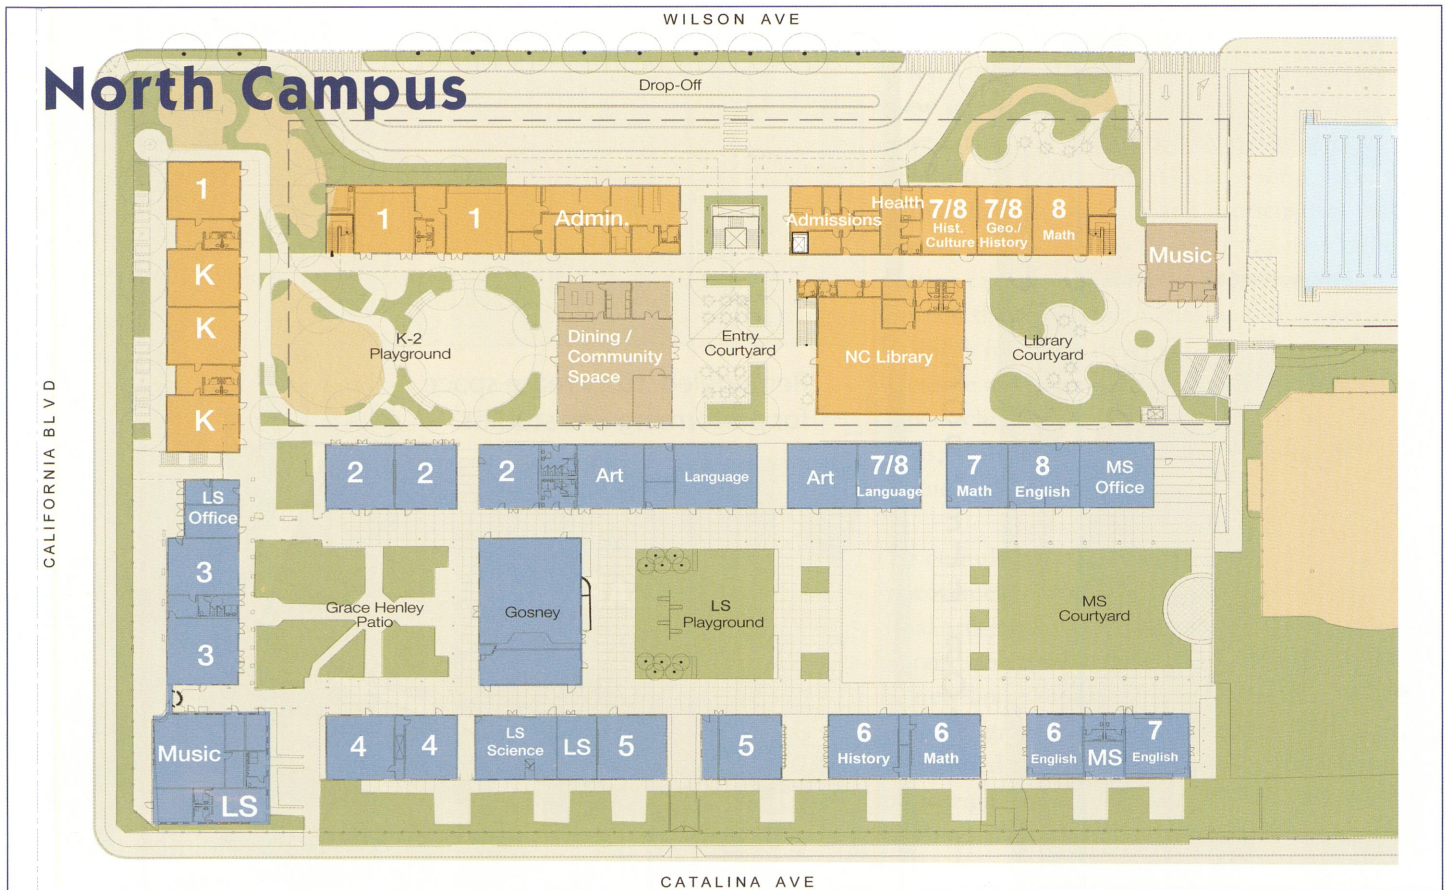 WILSON AVE
North Campus
Drop-Off
1
1
1
Admin.
Admissions
Health
7/8
Hist.
Culture
7/8
Geo./
History
8
Math
Music
K
K
K
K-2
Playground
Dining /
Community
Space
Entry
Courtyard
NC Library
Library
Courtyard
CALIFORNIA BLVD
2
2
2
Art
Language
Art
7/8
Language
7
Math
8
English
MS
Office
LS
Office
3
3
Grace Henley
Patio
Gosney
LS
Playground
MS
Courtyard
Music
LS
4
4
LS
Science
LS
5
5
6
History
6
Math
6
English
MS
7
English
CATALINA AVE